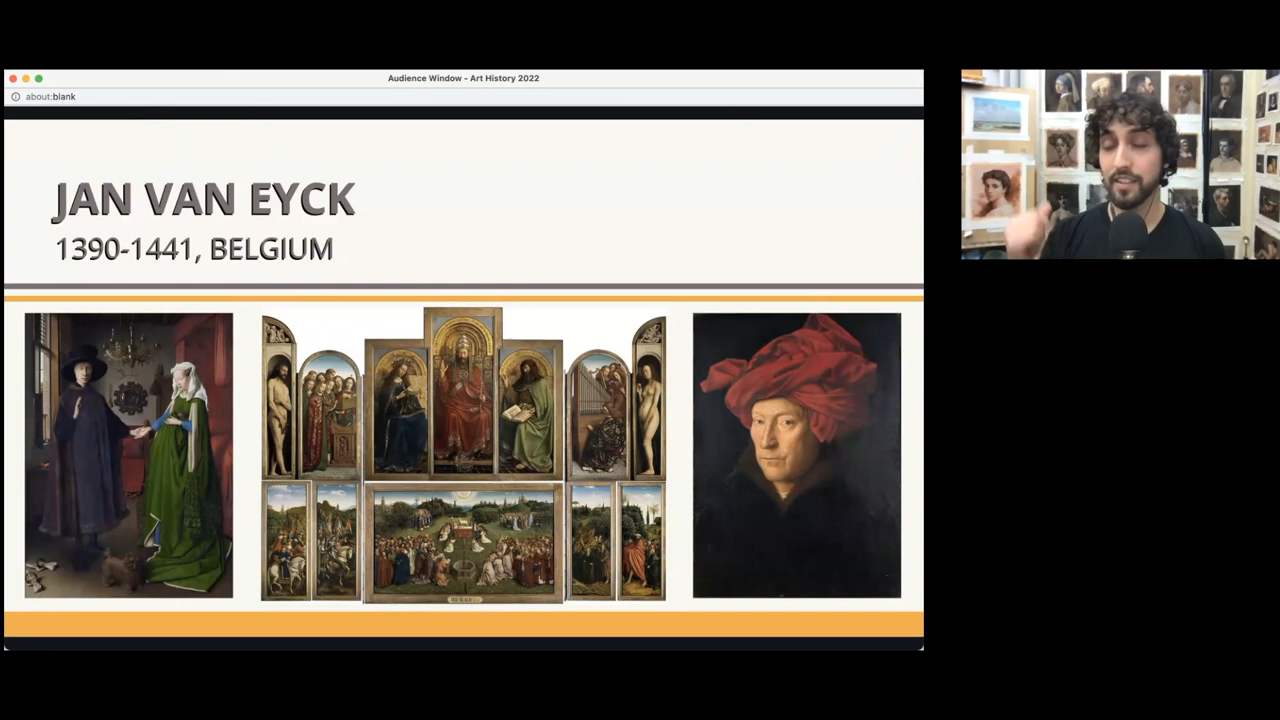 Audience Window - Art History 2022
about:blank
JAN VAN EYCK
1390-1441, BELGIUM